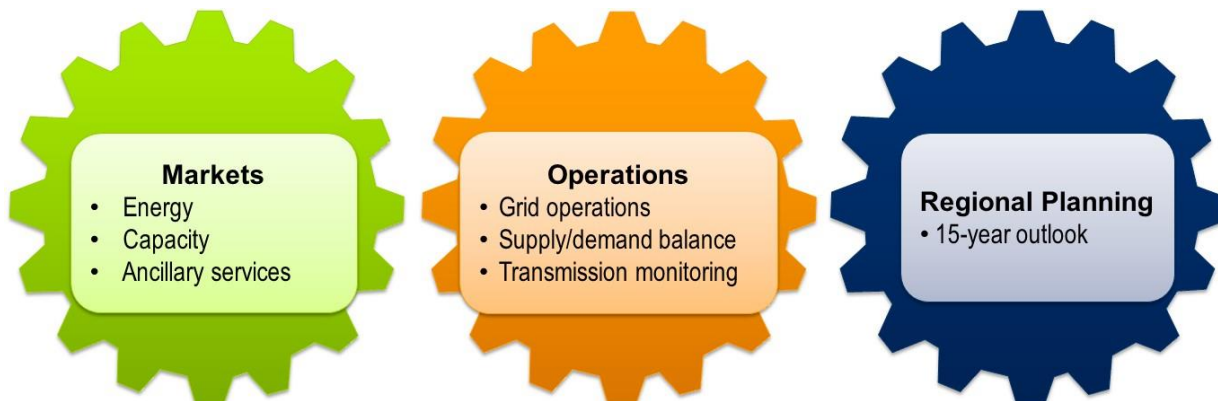 Markets
• Energy
• Capacity
• Ancillary services
Operations
• Grid operations
• Supply/demand balance
• Transmission monitoring
Regional Planning
• 15-year outlook